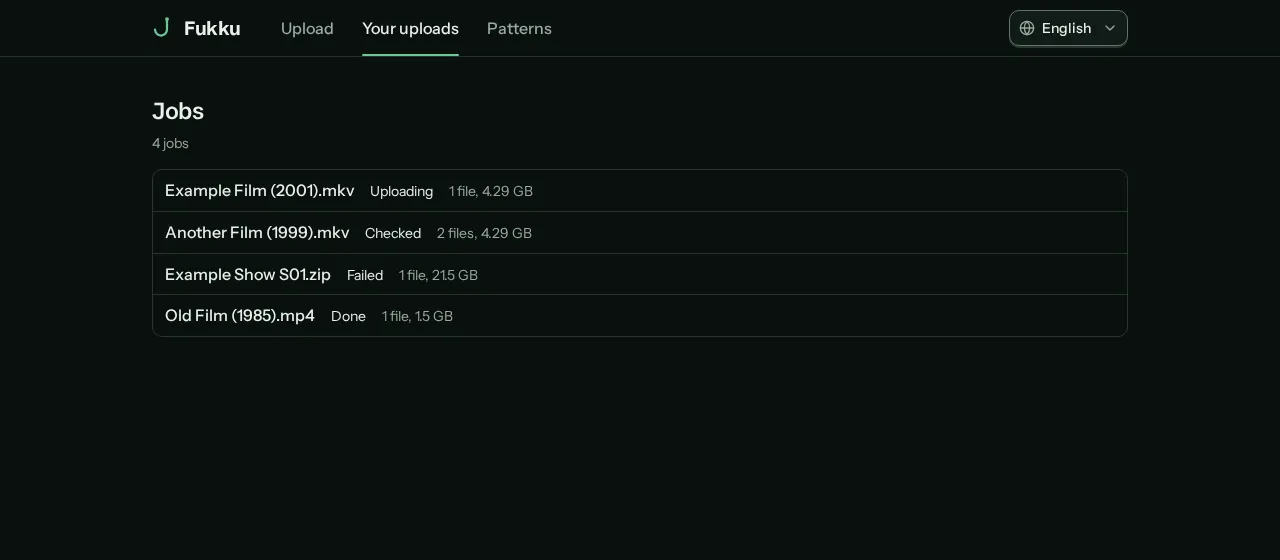 Fukku Upload Your uploads Patterns English
Jobs
4 jobs
Example Film (2001).mkv Uploading 1 file, 4.29 GB
Another Film (1999).mkv Checked 2 files, 4.29 GB
Example Show S01.zip Failed 1 file, 21.5 GB
Old Film (1985).mp4 Done 1 file, 1.5 GB